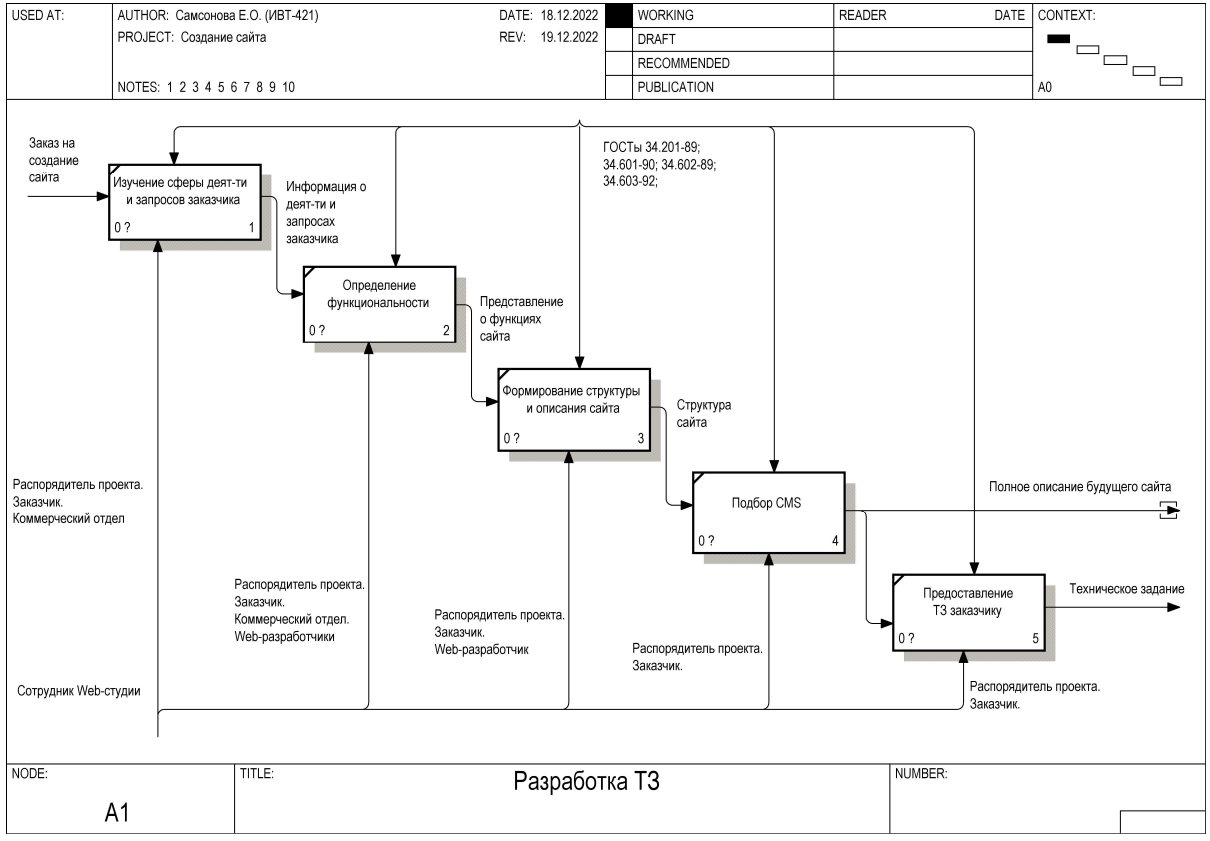 USED AT:
AUTHOR: Самсонова Е.О. (ИВТ-421)
DATE: 18.12.2022
PROJECT: Создание сайта
REV: 19.12.2022
NOTES: 1 2 3 4 5 6 7 8 9 10
WORKING
DRAFT
RECOMMENDED
PUBLICATION
READER DATE
CONTEXT:
A0
Заказ на
создание
сайта
ГОСТы 34.201-89;
34.601-90; 34.602-89;
34.603-92;
Изучение сферы деят-ти
и запросов заказчика
0 ? 1
Информация о
деят-ти и
запросах
заказчика
Определение
функциональности
0 ? 2
Представление
о функциях
сайта
Формирование структуры
и описания сайта
0 ? 3
Структура
сайта
Подбор CMS
0 ? 4
Полное описание будущего сайта
Предоставление
ТЗ заказчику
0 ? 5
Техническое задание
Распорядитель проекта.
Заказчик.
Коммерческий отдел
Распорядитель проекта.
Заказчик.
Коммерческий отдел.
Web-разработчики
Распорядитель проекта.
Заказчик.
Web-разработчик
Распорядитель проекта.
Заказчик.
Распорядитель проекта.
Заказчик.
Сотрудник Web-студии
NODE:
A1
TITLE:
Разработка ТЗ
NUMBER: